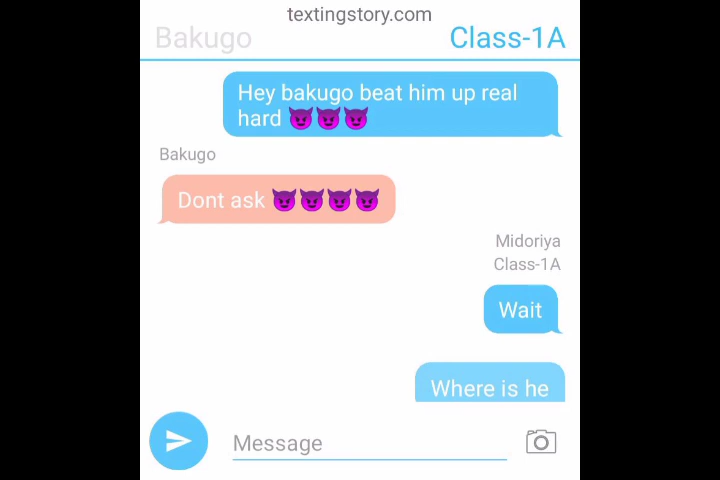 textingstory.com
Bakugo Class-1A
Hey bakugo beat him up real
hard 😈😈😈
Bakugo
Dont ask 😈😈😈😈
Midoriya
Class-1A
Wait
Where is he
Message